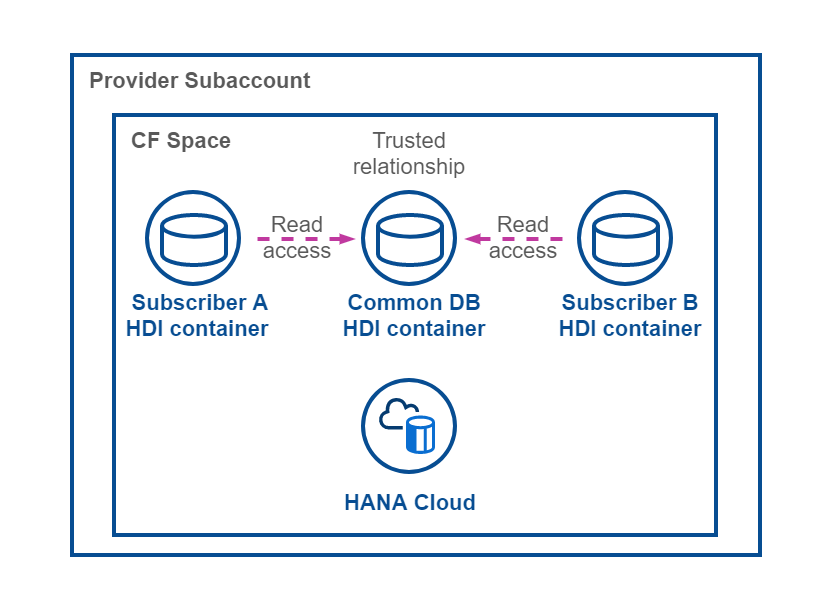 Provider Subaccount
CF Space
Trusted
relationship
Read
access
Read
access
Subscriber A
HDI container
Common DB
HDI container
Subscriber B
HDI container
HANA Cloud